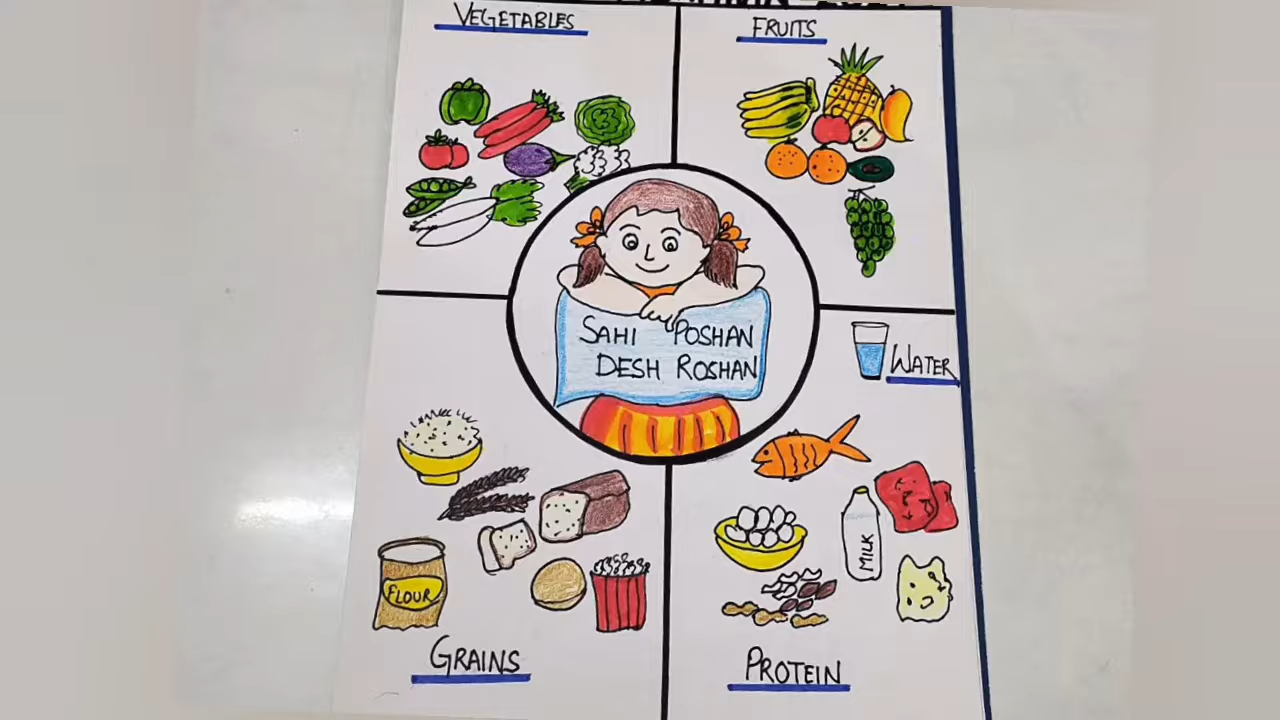 VEGETABLES
FRUITS
SAHI POSHAN
DESH ROSHAN
WATER
FLOUR
MILK
GRAINS
PROTEIN